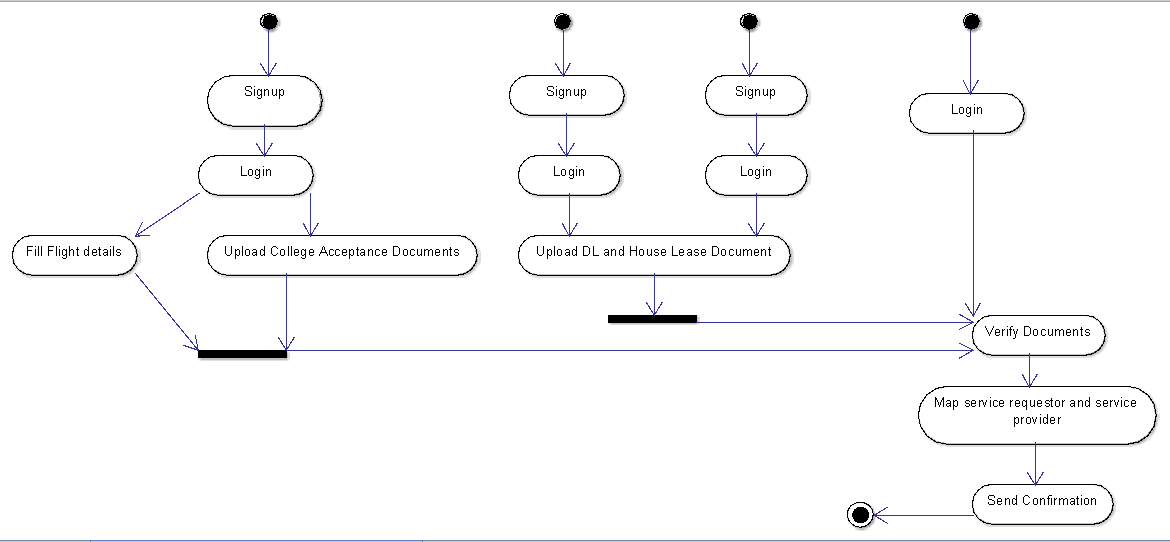 Signup
Signup
Signup
Login
Login
Login
Login
Fill Flight details
Upload College Acceptance Documents
Upload DL and House Lease Document
Verify Documents
Map service requestor and service
provider
Send Confirmation